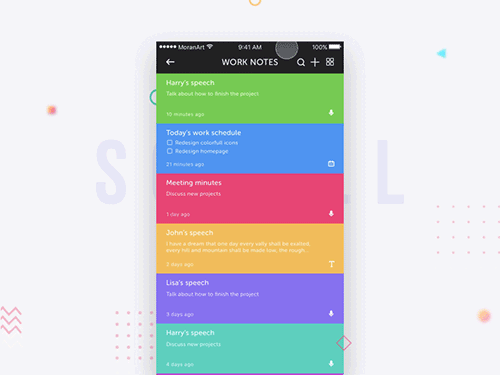 MoranArt 9:41 AM 100%
WORK NOTES
Harry's speech
Talk about how to finish the project
10 minutes ago
Today's work schedule
Redesign colorfull icons
Redesign homepage
21 minutes ago
Meeting minutes
Discuss new projects
1 day ago
John's speech
I have a dream that one day every vally shall be exalted
every hill and mountain shall be made low, the rough...
2 days ago
Lisa's speech
Talk about how to finish the project
3 days ago
Harry's speech
Discuss new projects
4 days ago